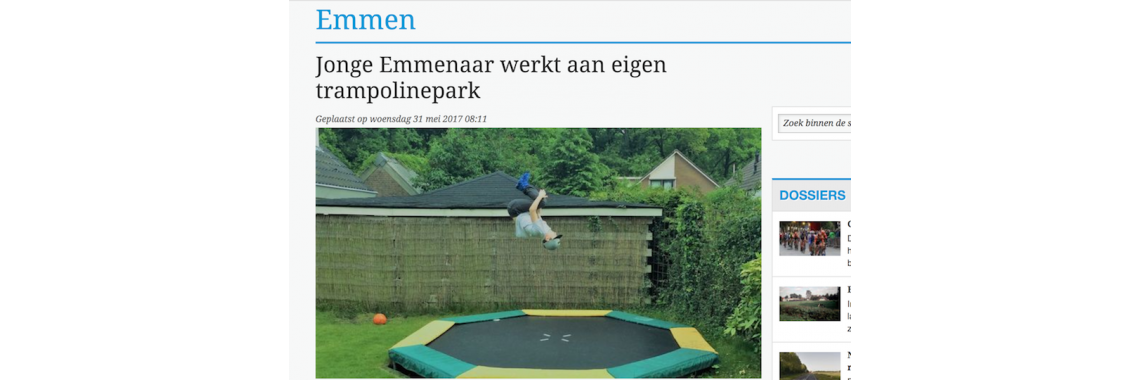 Emmen
Jonge Emmenaar werkt aan eigen
trampolinepark
Geplaatst op woensdag 31 mei 2017 08:11
Zoek binnen de s
DOSSIERS